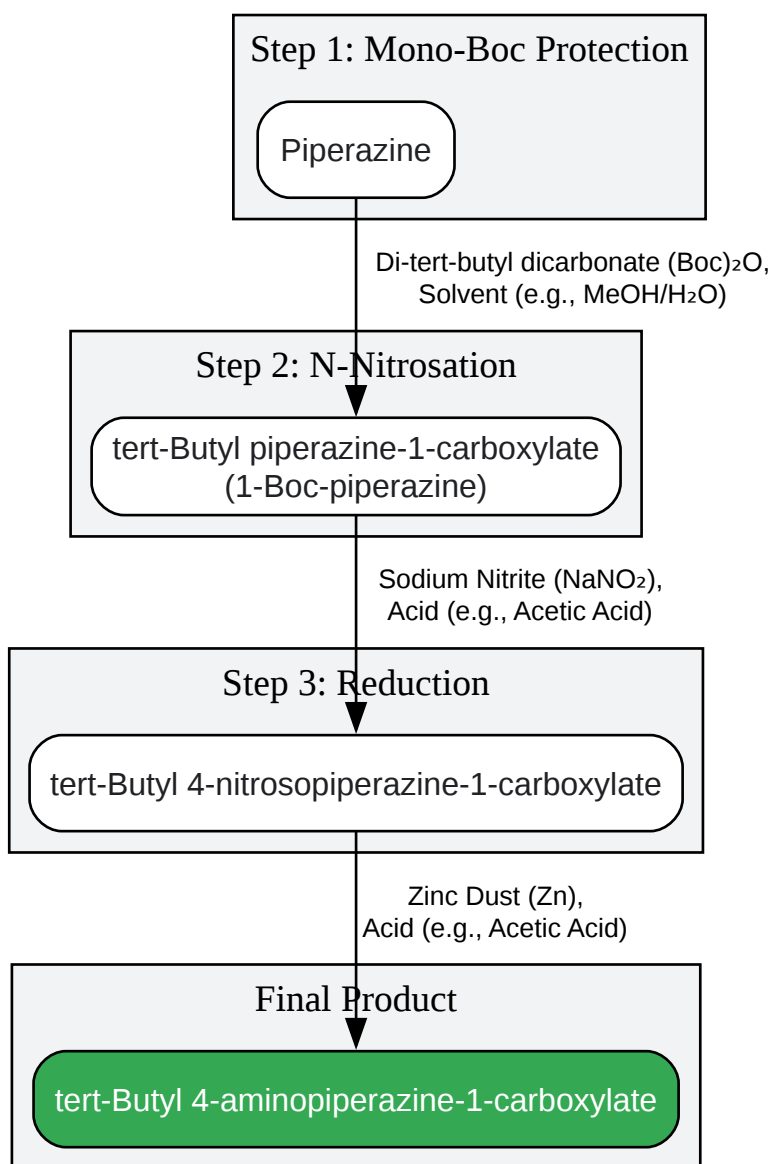 Step 1: Mono-Boc Protection
Piperazine
Di-tert-butyl dicarbonate (Boc)₂O,
Solvent (e.g., MeOH/H₂O)
Step 2: N-Nitrosation
tert-Butyl piperazine-1-carboxylate
(1-Boc-piperazine)
Sodium Nitrite (NaNO₂),
Acid (e.g., Acetic Acid)
Step 3: Reduction
tert-Butyl 4-nitrosopiperazine-1-carboxylate
Zinc Dust (Zn),
Acid (e.g., Acetic Acid)
Final Product
tert-Butyl 4-aminopiperazine-1-carboxylate